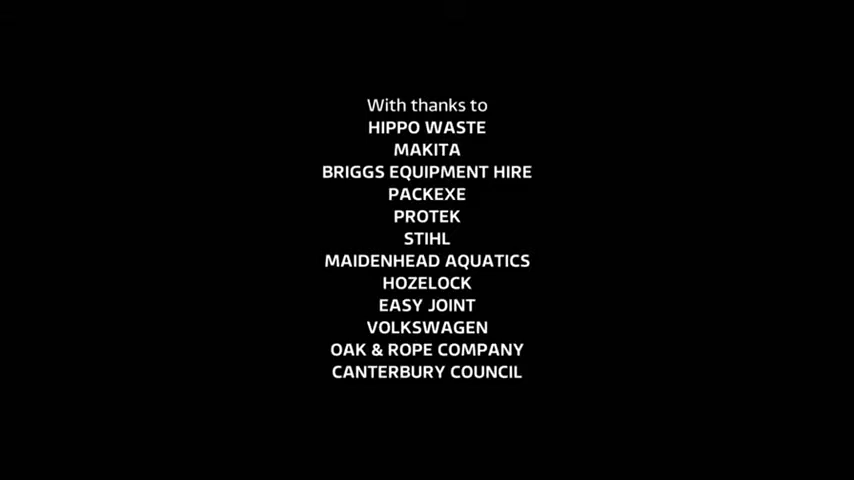 With thanks to
HIPPO WASTE
MAKITA
BRIGGS EQUIPMENT HIRE
PACKEXE
PROTEK
STIHL
MAIDENHEAD AQUATICS
HOZELOCK
EASY JOINT
VOLKSWAGEN
OAK & ROPE COMPANY
CANTERBURY COUNCIL